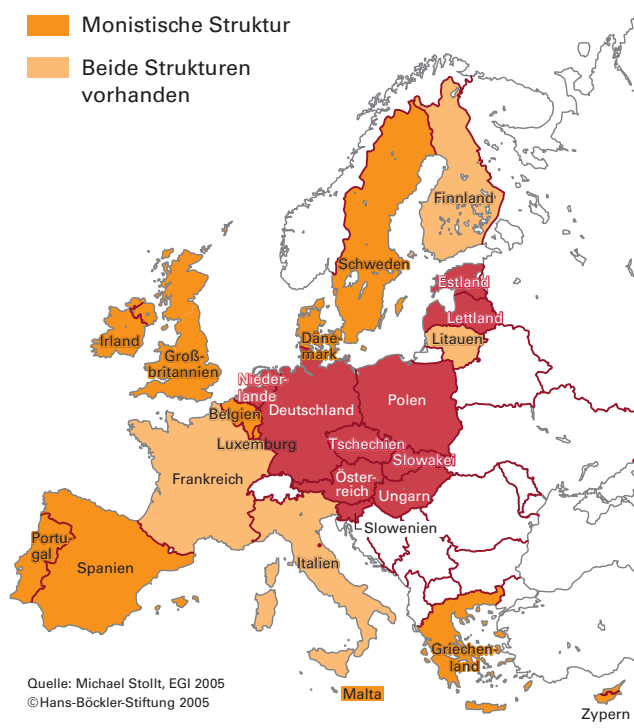 Monistische Struktur
Beide Strukturen
vorhanden
Finnland
Schweden
Estland
Lettland
Litauen
Irland
Groß-
britannien
Däne-
mark
Nieder-
lande
Deutschland
Polen
Belgien
Luxemburg
Tschechien
Slowakei
Frankreich
Öster-
reich
Ungarn
Slowenien
Portu-
gal
Spanien
Italien
Griechen-
land
Malta
Zypern
Quelle: Michael Stollt, EGI 2005
©Hans-Böckler-Stiftung 2005